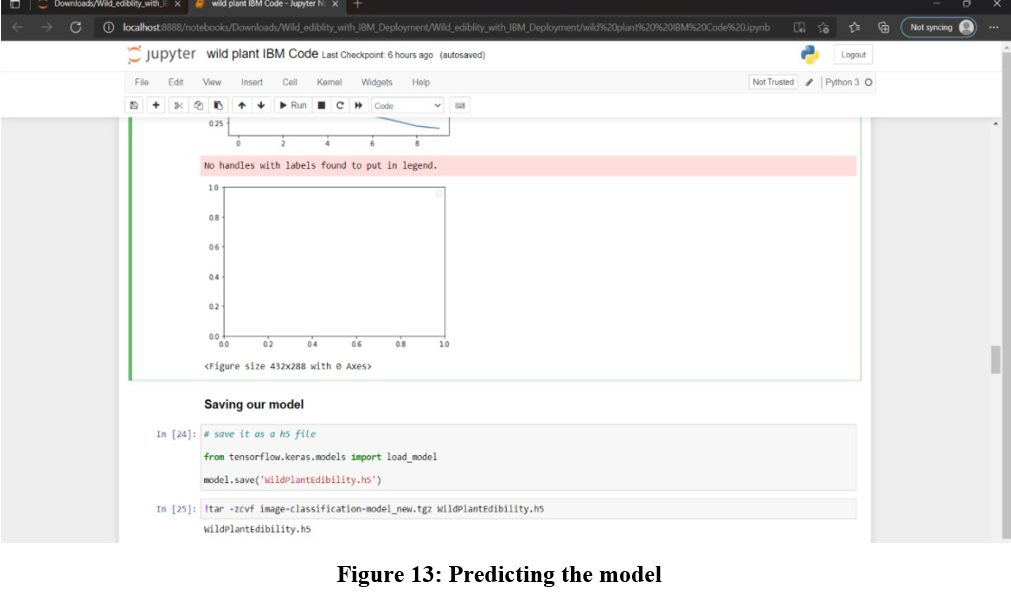 Downloads/Wild_ediblity_with_I
wild plant IBM Code - Jupyter N
localhost:8888/notebooks/Downloads/Wild_ediblity_with_IBM_Deployment/Wild_ediblity_with_IBM_Deployment/wild%20plant%20%20IBM%20Code%20.ipynb
Not syncing
jupyter wild plant IBM Code Last Checkpoint: 6 hours ago (autosaved)
Logout
File Edit View Insert Cell Kernel Widgets Help
Not Trusted Python 3
Run Code
0.25
0 2 4 6 8
No handles with labels found to put in legend.
1.0
0.8
0.6
0.4
0.2
0.0
0.0 0.2 0.4 0.6 0.8 1.0
<Figure size 432x288 with 0 Axes>
Saving our model
In [24]: # save it as a h5 file
from tensorflow.keras.models import load_model
model.save('WildPlantEdibility.h5')
In [25]: !tar -zcvf image-classification-model_new.tgz WildPlantEdibility.h5
WildPlantEdibility.h5
Figure 13: Predicting the model